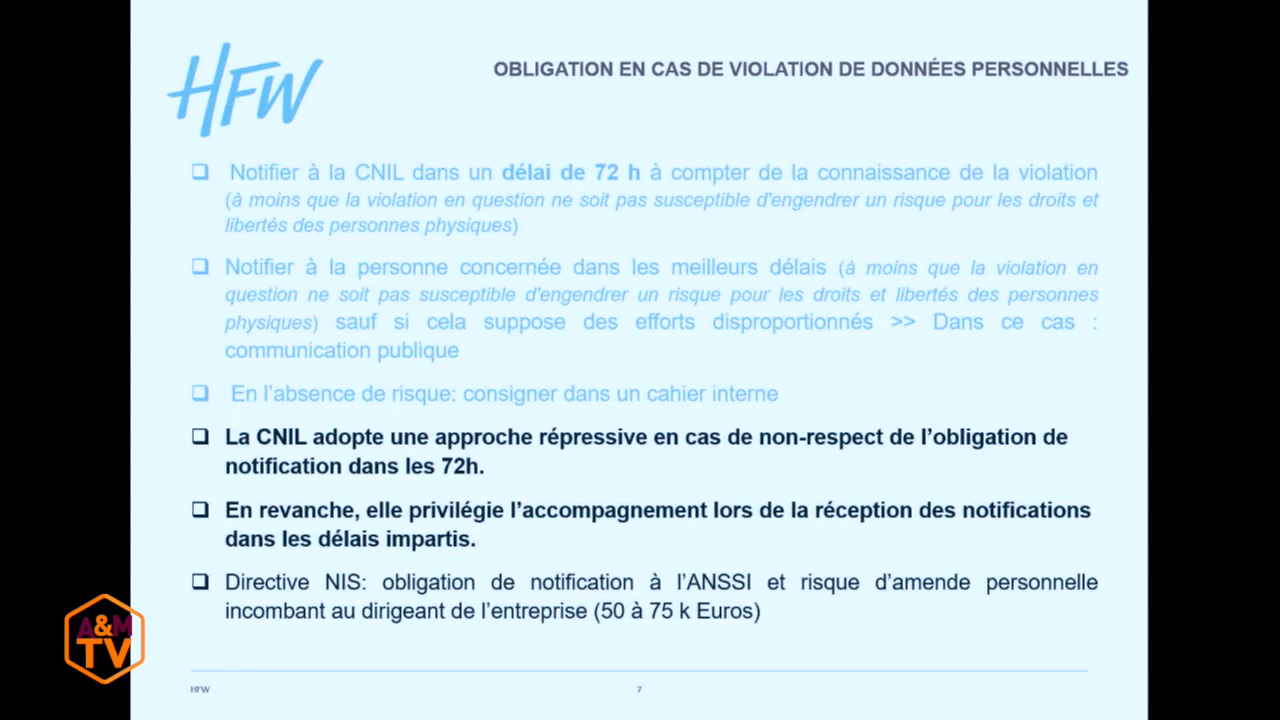 HFW
OBLIGATION EN CAS DE VIOLATION DE DONNÉES PERSONNELLES
❑ Notifier à la CNIL dans un délai de 72 h à compter de la connaissance de la violation
(à moins que la violation en question ne soit pas susceptible d'engendrer un risque pour les droits et
libertés des personnes physiques)
❑ Notifier à la personne concernée dans les meilleurs délais (à moins que la violation en
question ne soit pas susceptible d'engendrer un risque pour les droits et libertés des personnes
physiques) sauf si cela suppose des efforts disproportionnés >> Dans ce cas :
communication publique
❑ En l’absence de risque: consigner dans un cahier interne
❑ La CNIL adopte une approche répressive en cas de non-respect de l’obligation de
notification dans les 72h.
❑ En revanche, elle privilégie l’accompagnement lors de la réception des notifications
dans les délais impartis.
❑ Directive NIS: obligation de notification à l’ANSSI et risque d’amende personnelle
incombant au dirigeant de l’entreprise (50 à 75 k Euros)
A&M
TV
HFW
7